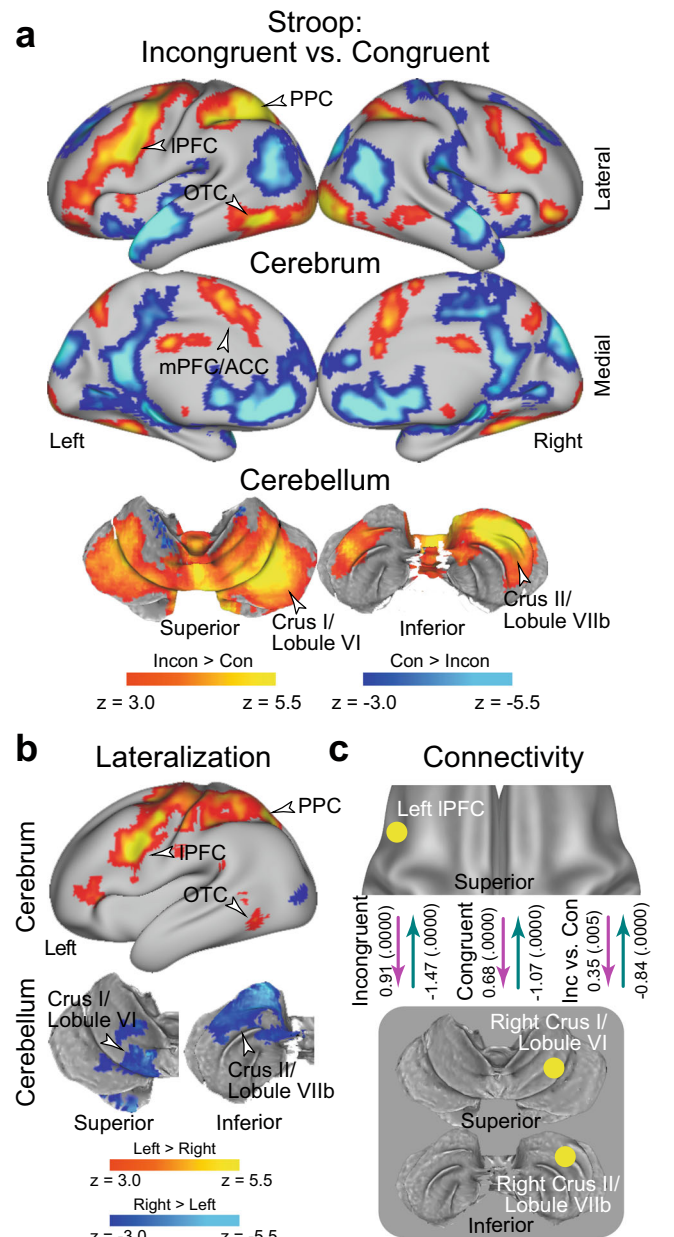 a
Stroop:
Incongruent vs. Congruent
PPC
lPFC
OTC
Lateral
Cerebrum
mPFC/ACC
Medial
Left
Right
Cerebellum
Crus I/
Lobule VI
Crus II/
Lobule VIIb
Superior
Inferior
Incon > Con
Con > Incon
z = 3.0
z = 5.5
z = -3.0
z = -5.5
b
Lateralization
Cerebrum
PPC
lPFC
OTC
Left
Cerebellum
Crus I/
Lobule VI
Crus II/
Lobule VIIb
Superior
Inferior
Left > Right
z = 3.0
z = 5.5
Right > Left
z = -3.0
z = -5.5
c
Connectivity
Left lPFC
Superior
Incongruent
0.91 (.0000)
-1.47 (.0000)
Congruent
0.68 (.0000)
-1.07 (.0000)
Inc vs. Con
0.35 (.005)
-0.84 (.0000)
Right Crus I/
Lobule VI
Superior
Right Crus II/
Lobule VIIb
Inferior